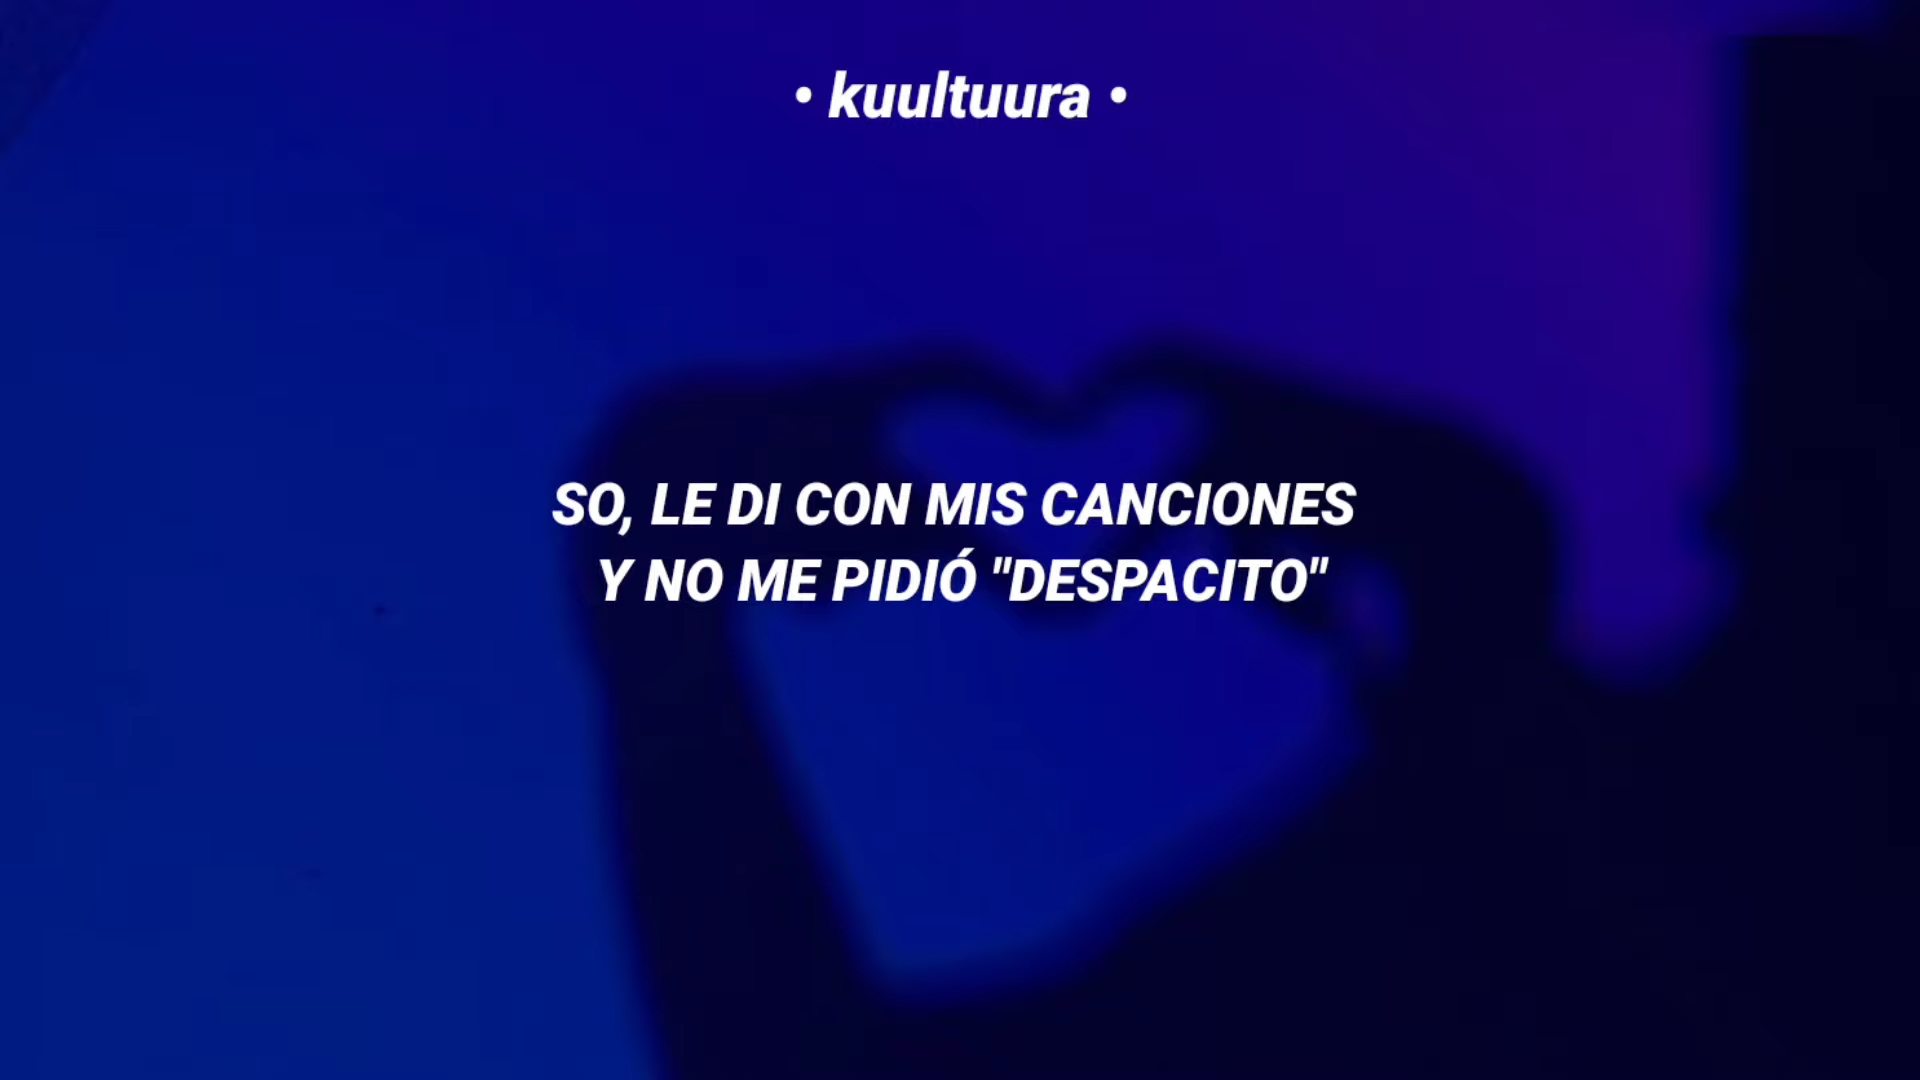 • kuultuura •
SO, LE DI CON MIS CANCIONES
Y NO ME PIDIÓ "DESPACITO"